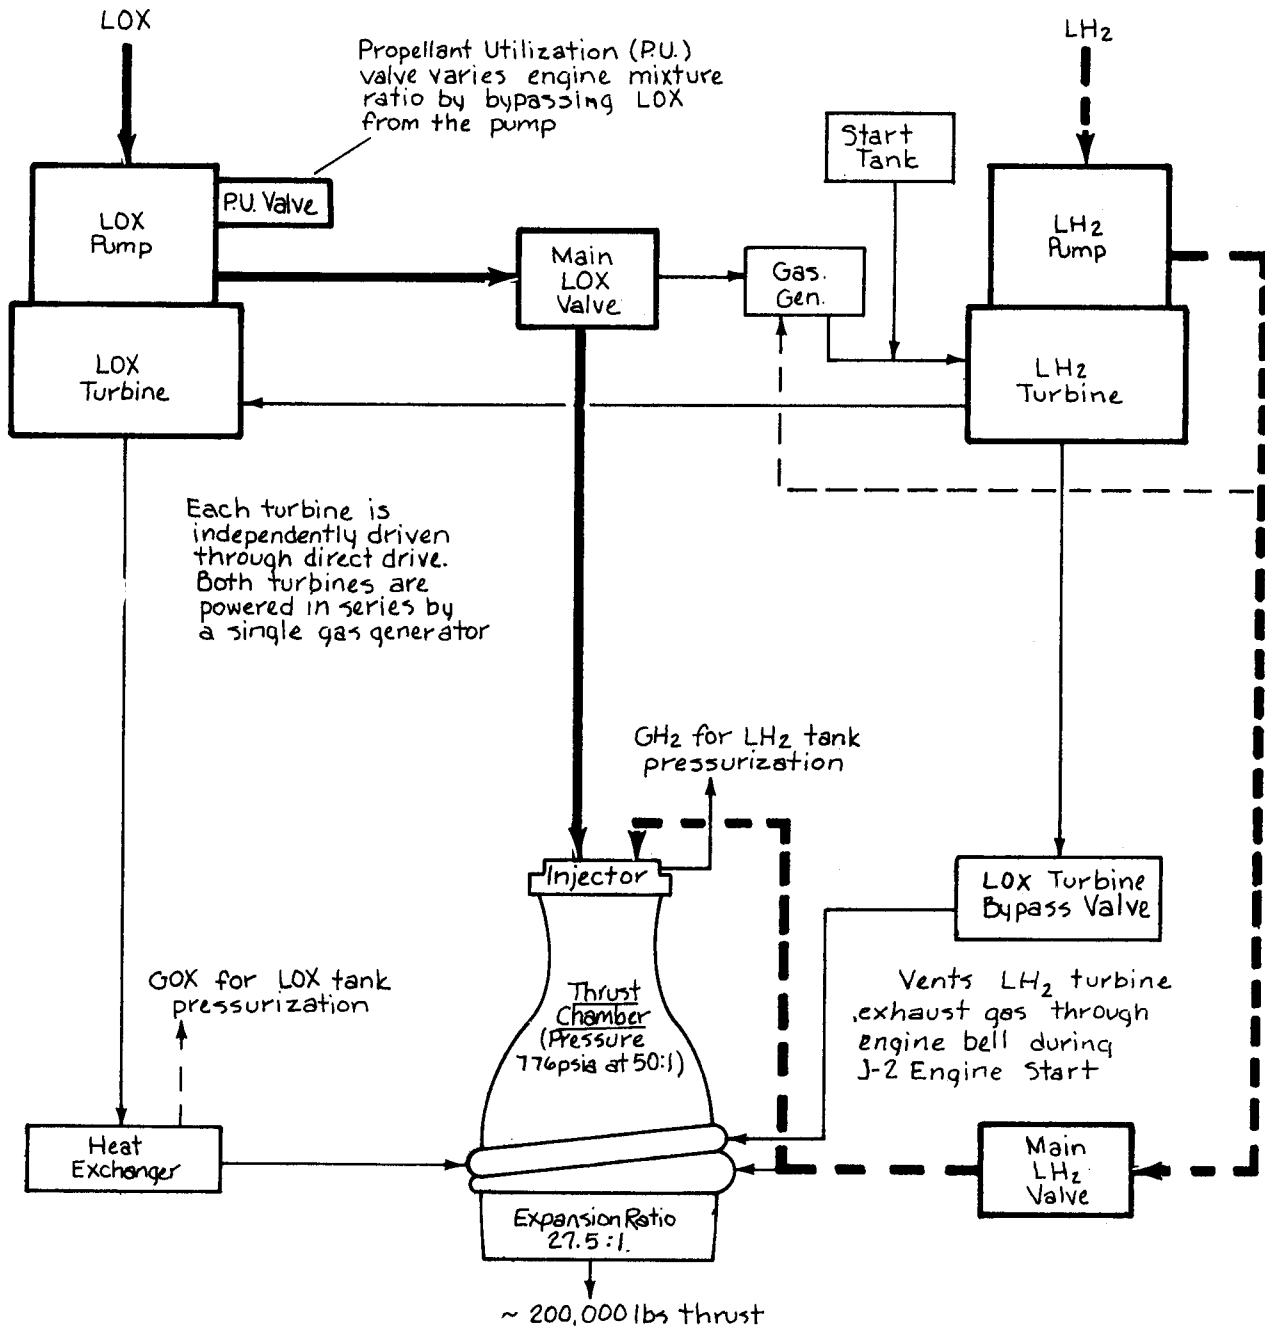 LOX
Propellant Utilization (P.U.)
valve varies engine mixture
ratio by bypassing LOX
from the pump
LH2
Start
Tank
LOX
Pump
P.U. Valve
Main
LOX
Valve
Gas.
Gen.
LH2
Pump
LOX
Turbine
LH2
Turbine
Each turbine is
independently driven
through direct drive.
Both turbines are
powered in series by
a single gas generator
GH2 for LH2 tank
pressurization
Injector
LOX Turbine
Bypass Valve
GOX for LOX tank
pressurization
Thrust
Chamber
(Pressure
776psia at 50:1)
Vents LH2 turbine
exhaust gas through
engine bell during
J-2 Engine Start
Heat
Exchanger
Main
LH2
Valve
Expansion Ratio
27.5:1.
~ 200,000 lbs thrust